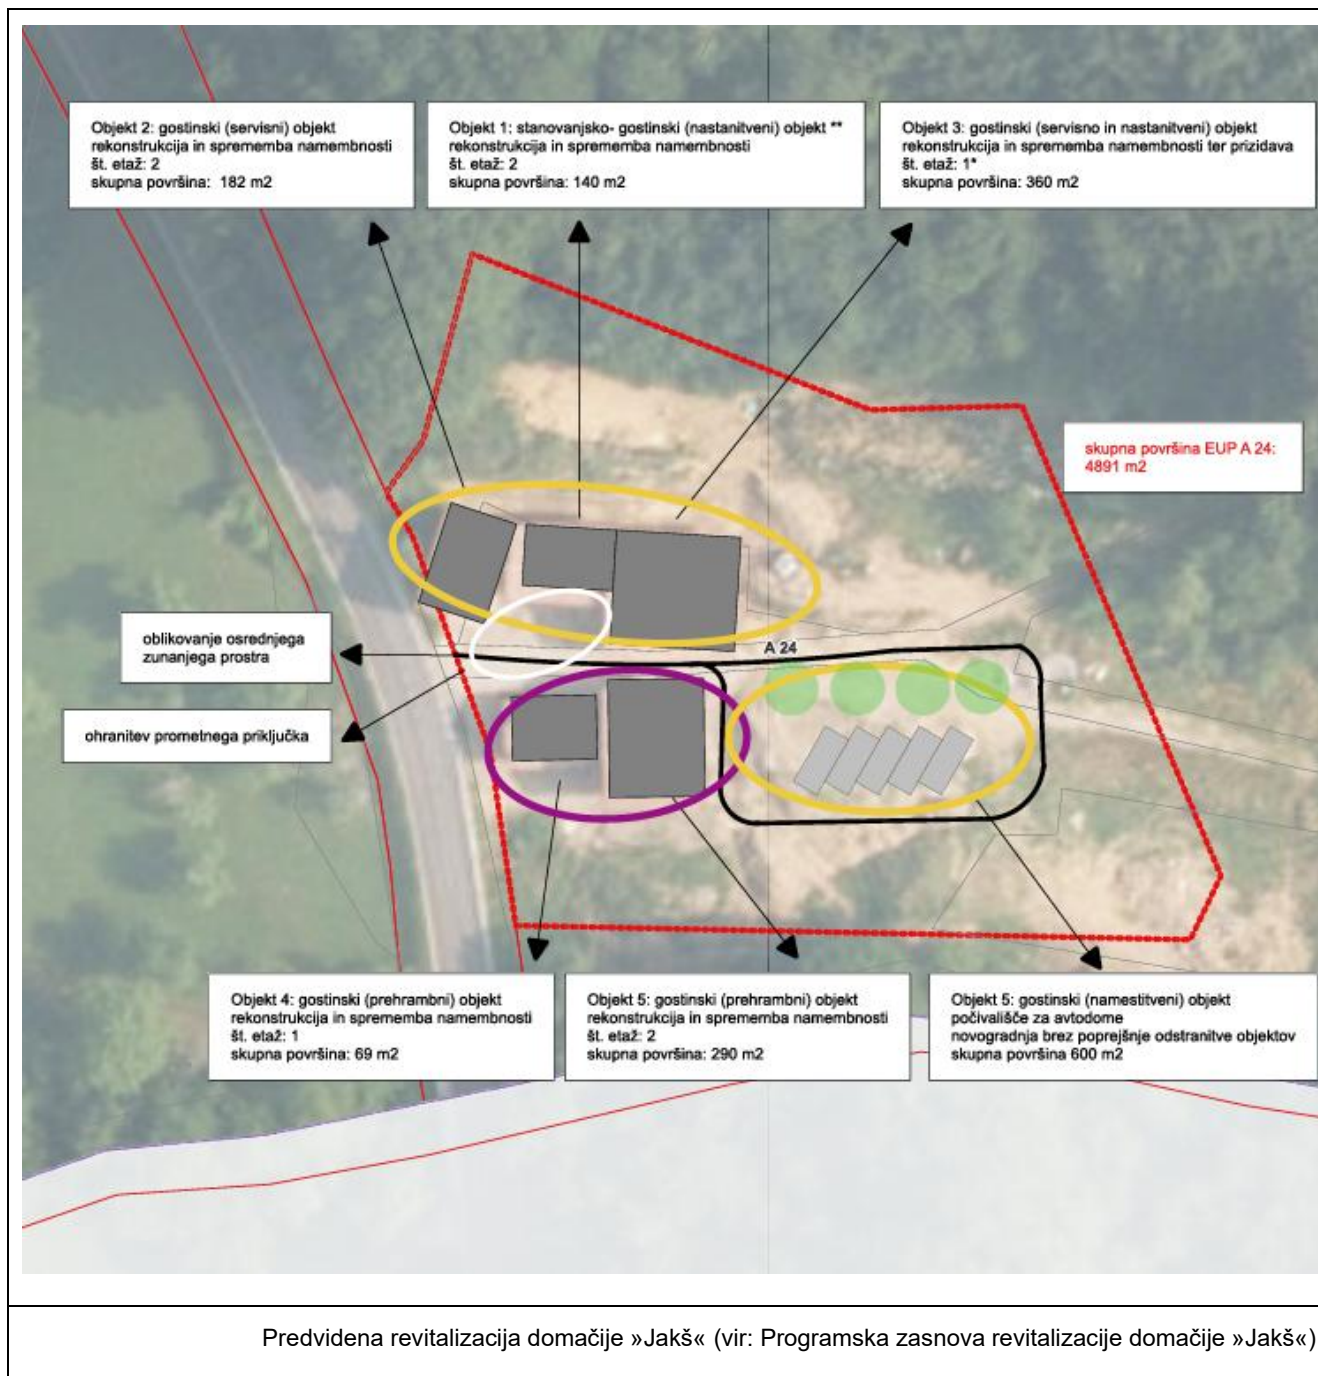 Objekt 2: gostinski (servisni) objekt
rekonstrukcija in sprememba namembnosti
št. etaž: 2
skupna površina: 182 m2
Objekt 1: stanovanjsko- gostinski (nastanitveni) objekt **
rekonstrukcija in sprememba namembnosti
št. etaž: 2
skupna površina: 140 m2
Objekt 3: gostinski (servisno in nastanitveni) objekt
rekonstrukcija in sprememba namembnosti ter prizidava
št. etaž: 1*
skupna površina: 360 m2
skupna površina EUP A 24:
4891 m2
oblikovanje osrednjega
zunanjega prostra
A 24
ohranitev prometnega priključka
Objekt 4: gostinski (prehrambni) objekt
rekonstrukcija in sprememba namembnosti
št. etaž: 1
skupna površina: 69 m2
Objekt 5: gostinski (prehrambni) objekt
rekonstrukcija in sprememba namembnosti
št. etaž: 2
skupna površina: 290 m2
Objekt 5: gostinski (namestitveni) objekt
počivališče za avtodome
novogradnja brez poprejšnje odstranitve objektov
skupna površina 600 m2
Predvidena revitalizacija domačije »Jakš« (vir: Programska zasnova revitalizacije domačije »Jakš«)